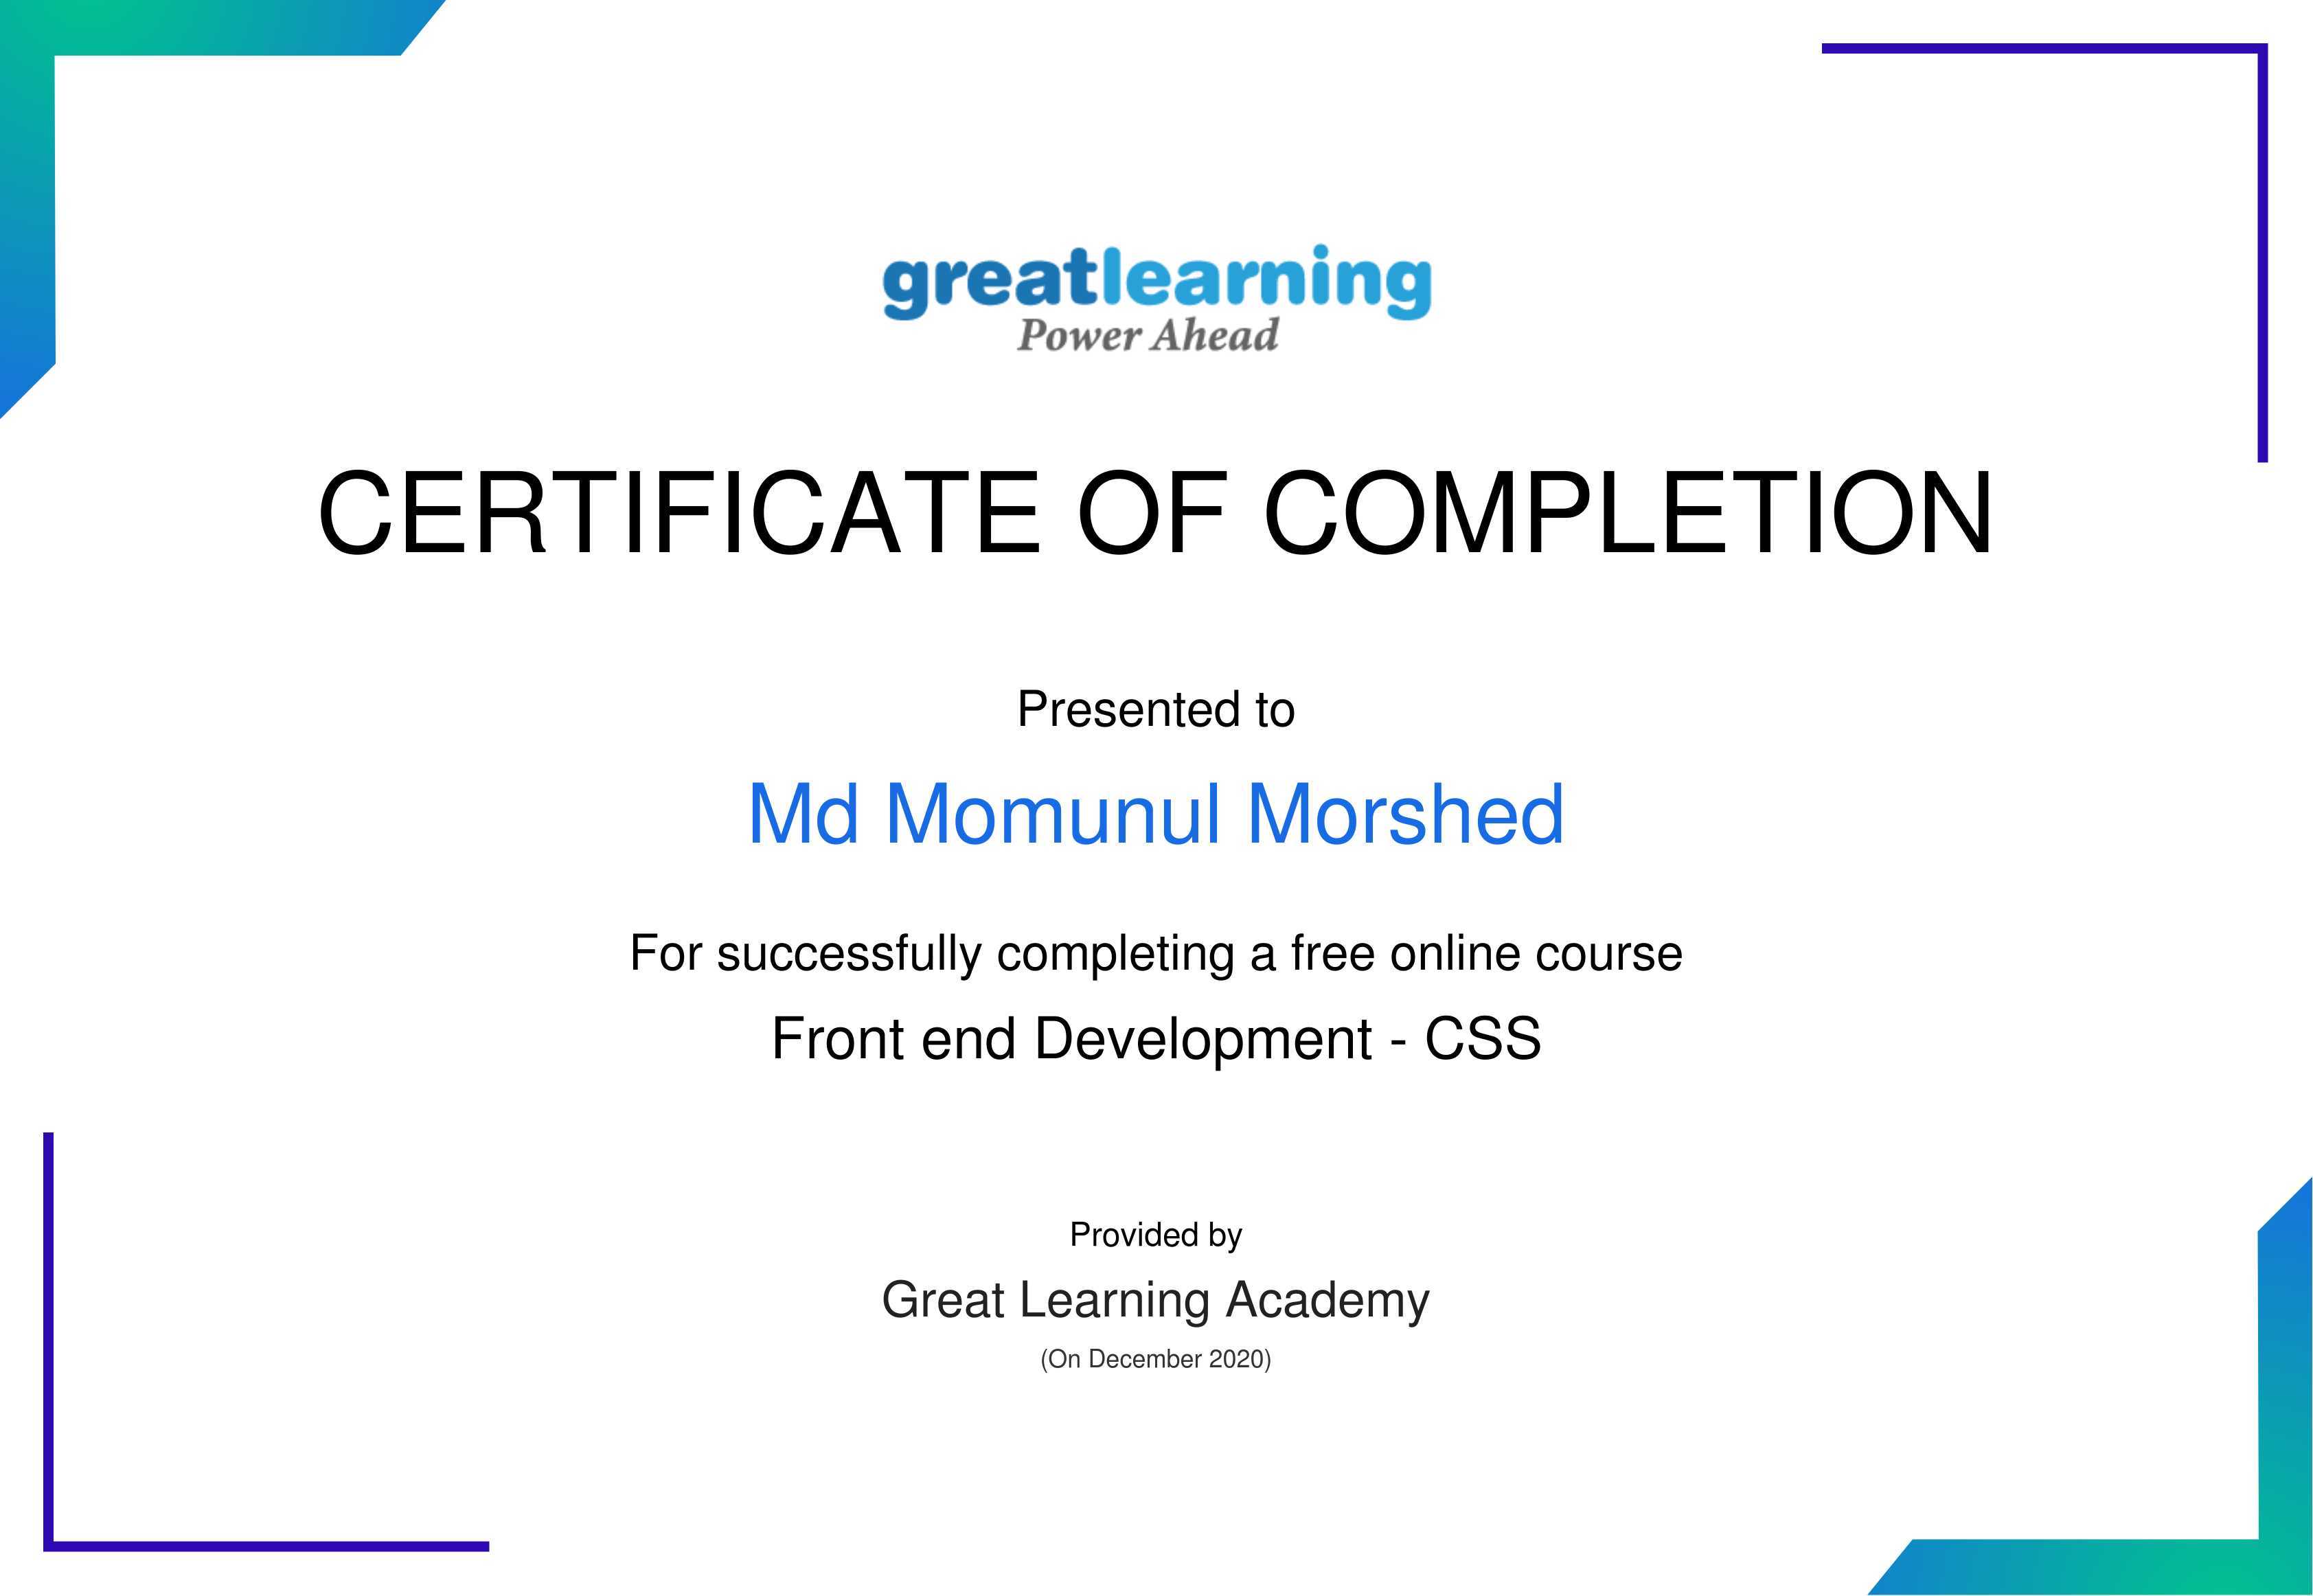 greatlearning
Power Ahead
CERTIFICATE OF COMPLETION
Presented to
Md Momunul Morshed
For successfully completing a free online course
Front end Development - CSS
Provided by
Great Learning Academy
(On December 2020)